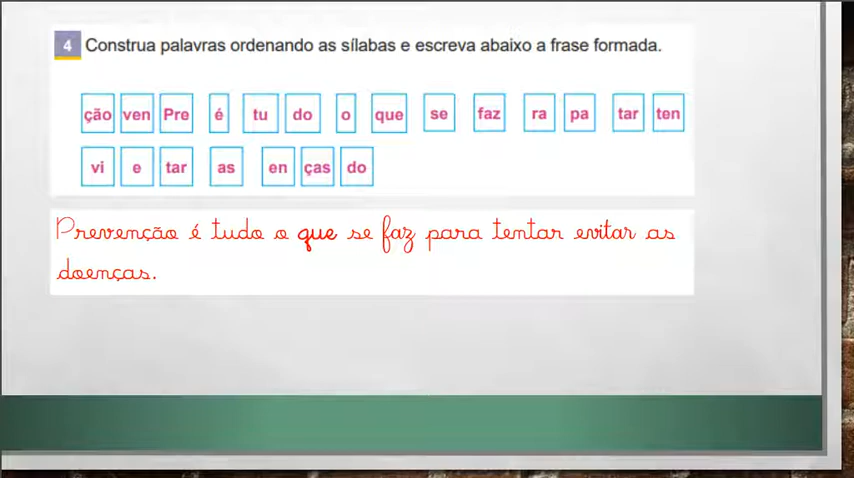 4 Construa palavras ordenando as sílabas e escreva abaixo a frase formada.
ção ven Pre é tu do o que se faz ra pa tar ten
vi e tar as en ças do
Prevenção é tudo o que se faz para tentar evitar as
doenças.